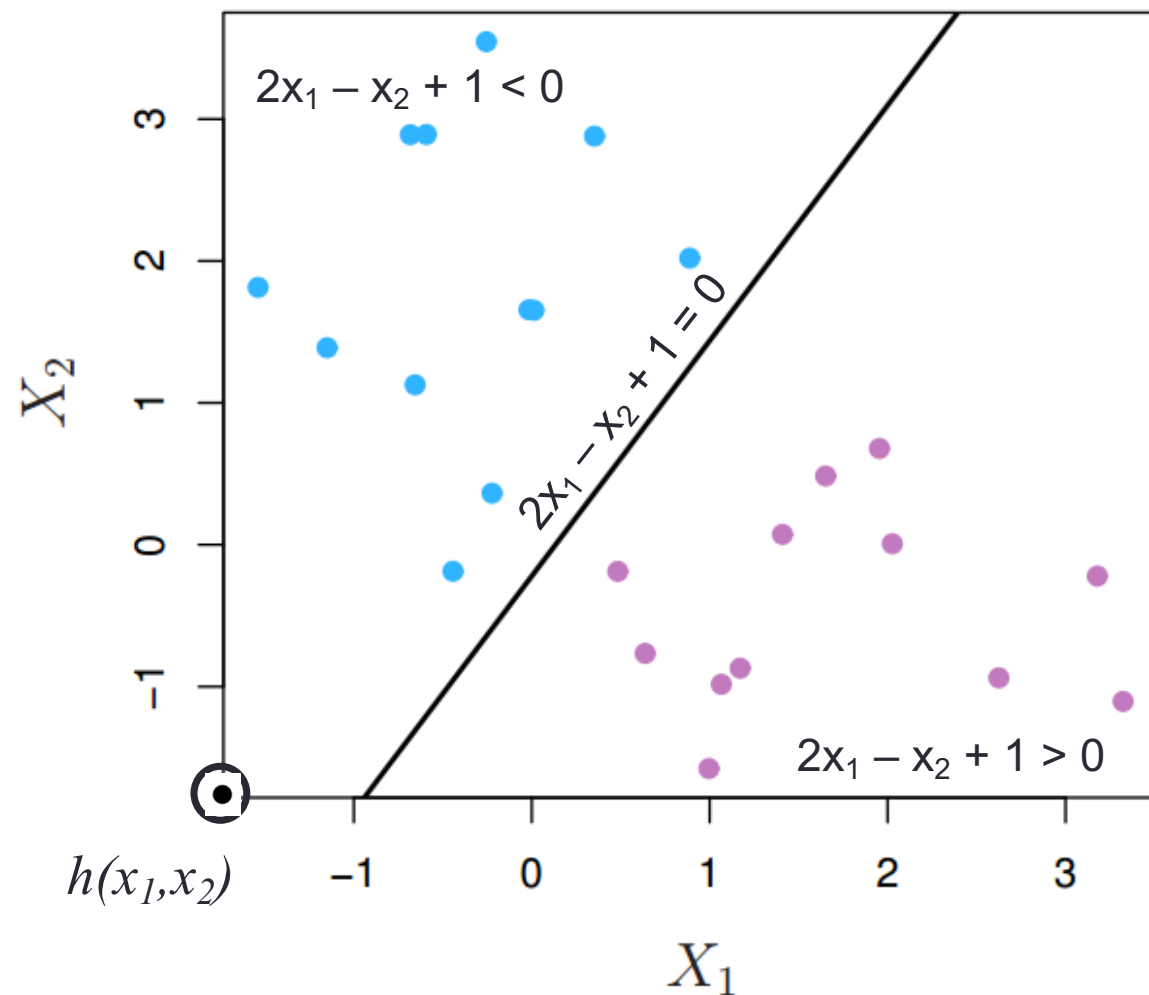 2x₁ – x₂ + 1 < 0
3
2
1
0
–1
X₂
2x₁ – x₂ + 1 = 0
2x₁ – x₂ + 1 > 0
h(x₁,x₂)
–1 0 1 2 3
X₁